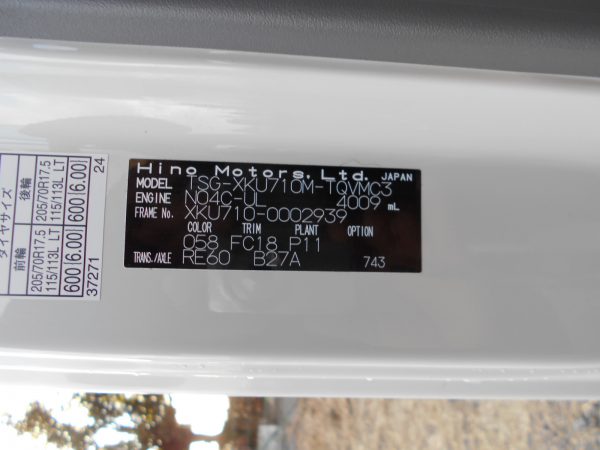 Hino Motors, Ltd. JAPAN
MODEL TSG-XKU710M-TQVMC3
ENGINE N04C-UL 4009 mL
FRAME No. XKU710-0002939
COLOR TRIM PLANT OPTION
058 FC18 P11
TRANS./AXLE RE60 B27A 743
タイヤサイズ
前輪 後輪
205/70R17.5 205/70R17.5
115/113L LT 115/113L LT
600 (6.00) 600 (6.00)
37271 24